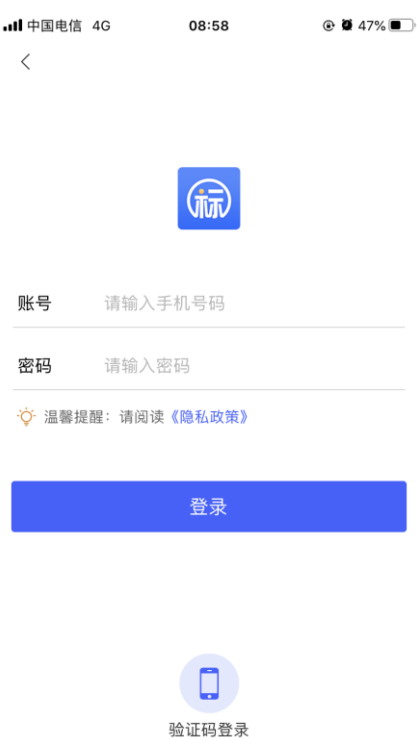 中国电信 4G 08:58 47%
标
账号 请输入手机号码
密码 请输入密码
温馨提醒：请阅读《隐私政策》
登录
验证码登录